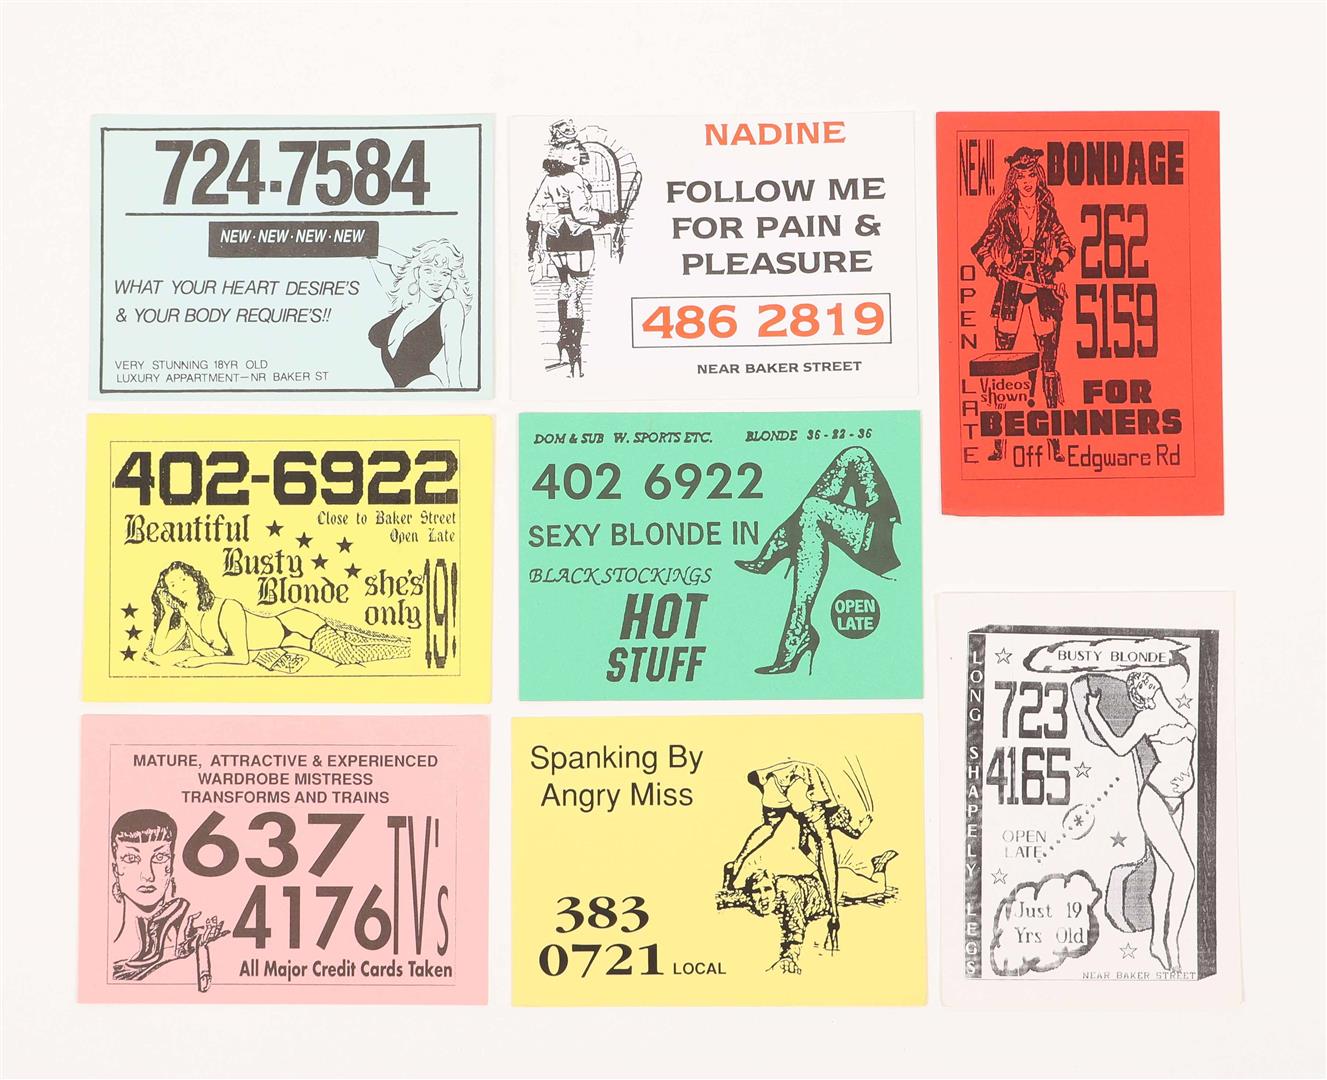 724-7584
NEW · NEW · NEW · NEW
WHAT YOUR HEART DESIRE'S
& YOUR BODY REQUIRE'S!!
VERY STUNNING 18YR OLD
LUXURY APPARTMENT—NR BAKER ST
NADINE
FOLLOW ME
FOR PAIN &
PLEASURE
486 2819
NEAR BAKER STREET
NEW!!
BONDAGE
262
5159
OPEN LATE
Videos
shown!
FOR
BEGINNERS
Off Edgware Rd
402-6922
Beautiful
Busty
Blonde
Close to Baker Street
Open Late
she's
only
19!
DOM & SUB W. SPORTS ETC. BLONDE 36-22-36
402 6922
SEXY BLONDE IN
BLACK STOCKINGS
HOT
STUFF
OPEN
LATE
BUSTY BLONDE
LONG SHAPELY LEGS
723
4165
OPEN
LATE
Just 19
Yrs Old
NEAR BAKER STREET
MATURE, ATTRACTIVE & EXPERIENCED
WARDROBE MISTRESS
TRANSFORMS AND TRAINS
637
4176
TV's
All Major Credit Cards Taken
Spanking By
Angry Miss
383
0721 LOCAL